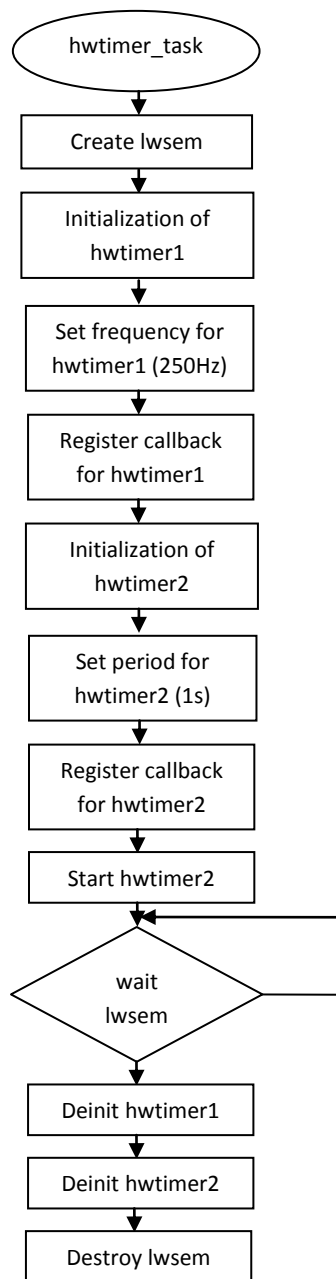 hwtimer_task
Create lwsem
Initialization of
hwtimer1
Set frequency for
hwtimer1 (250Hz)
Register callback
for hwtimer1
Initialization of
hwtimer2
Set period for
hwtimer2 (1s)
Register callback
for hwtimer2
Start hwtimer2
wait
lwsem
Deinit hwtimer1
Deinit hwtimer2
Destroy lwsem